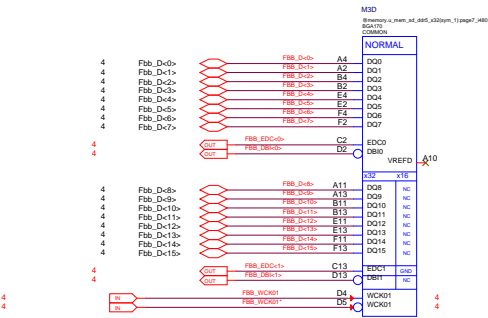 M3D
@memory.u_mem_sd_ddr5_x32(sym_1):page7_i480
BGA170
COMMON
NORMAL
4 Fbb_D<0> FBB_D<0> A4 DQ0
4 Fbb_D<1> FBB_D<1> A2 DQ1
4 Fbb_D<2> FBB_D<2> B4 DQ2
4 Fbb_D<3> FBB_D<3> B2 DQ3
4 Fbb_D<4> FBB_D<4> E4 DQ4
4 Fbb_D<5> FBB_D<5> E2 DQ5
4 Fbb_D<6> FBB_D<6> F4 DQ6
4 Fbb_D<7> FBB_D<7> F2 DQ7
4 OUT FBB_EDC<0> C2 EDC0
4 OUT FBB_DBI<0> D2 DBI0
VREFD A10
x32 x16
4 Fbb_D<8> FBB_D<8> A11 DQ8 NC
4 Fbb_D<9> FBB_D<9> A13 DQ9 NC
4 Fbb_D<10> FBB_D<10> B11 DQ10 NC
4 Fbb_D<11> FBB_D<11> B13 DQ11 NC
4 Fbb_D<12> FBB_D<12> E11 DQ12 NC
4 Fbb_D<13> FBB_D<13> E13 DQ13 NC
4 Fbb_D<14> FBB_D<14> F11 DQ14 NC
4 Fbb_D<15> FBB_D<15> F13 DQ15 NC
4 OUT FBB_EDC<1> C13 EDC1 GND
4 OUT FBB_DBI<1> D13 DBI1 NC
4 IN FBB_WCK01 D4 WCK01 4
4 IN FBB_WCK01* D5 WCK01 4